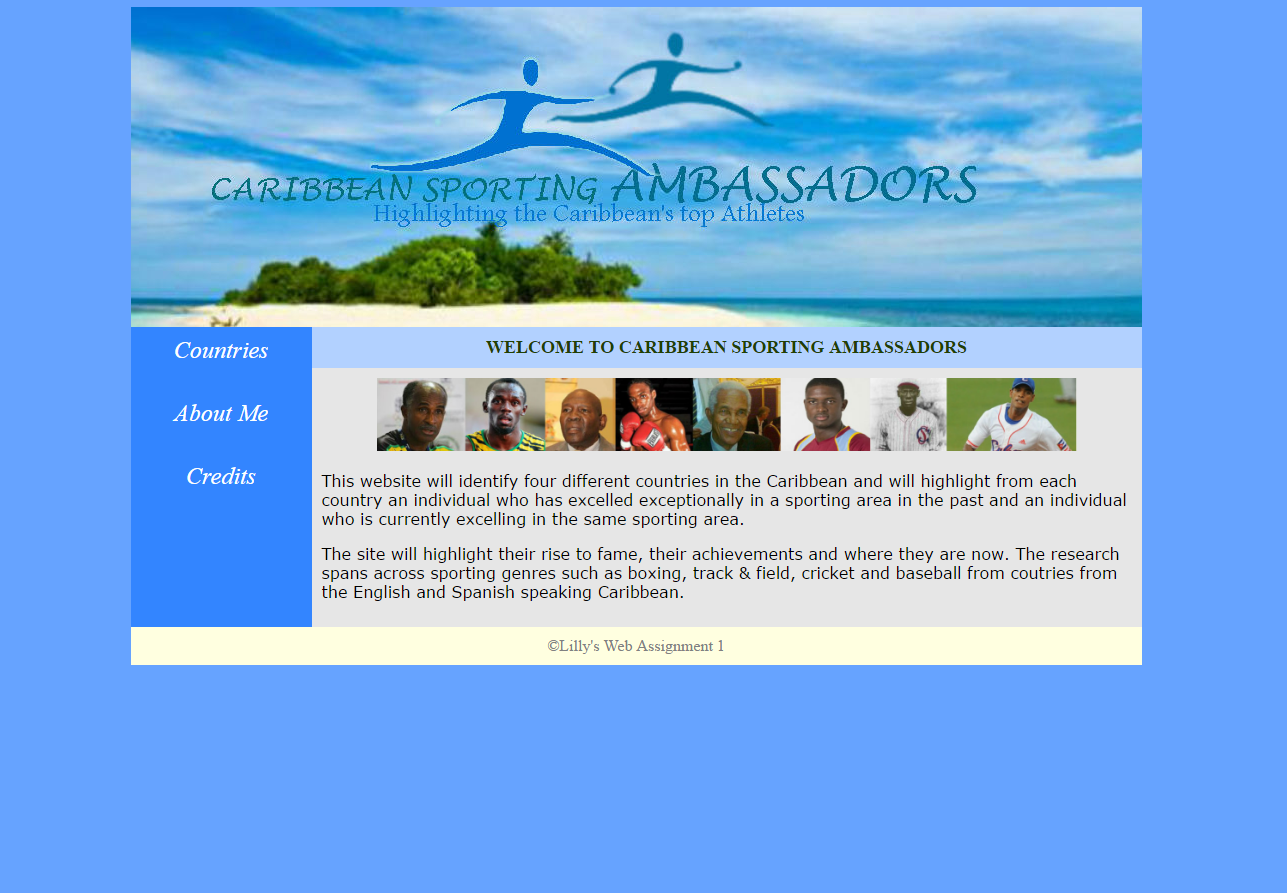 CARIBBEAN SPORTING AMBASSADORS
Highlighting the Caribbean's top Athletes
Countries
About Me
Credits
WELCOME TO CARIBBEAN SPORTING AMBASSADORS
This website will identify four different countries in the Caribbean and will highlight from each
country an individual who has excelled exceptionally in a sporting area in the past and an individual
who is currently excelling in the same sporting area.
The site will highlight their rise to fame, their achievements and where they are now. The research
spans across sporting genres such as boxing, track & field, cricket and baseball from coutries from
the English and Spanish speaking Caribbean.
©Lilly's Web Assignment 1